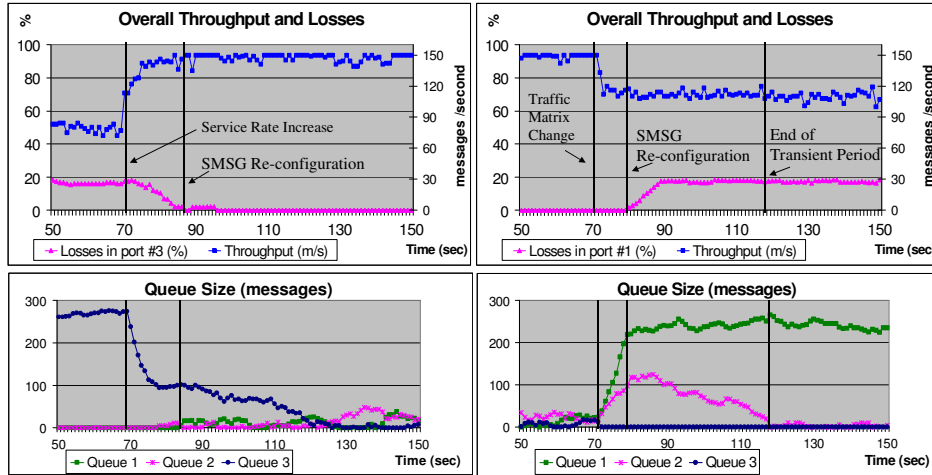 % Overall Throughput and Losses
100
80
60
40
20
0
150
120
90
60
30
0
messages /second
Service Rate Increase
SMSG Re-configuration
50 70 90 110 130 150
Time (sec)
Losses in port #3 (%) Throughput (m/s)
% Overall Throughput and Losses
100
80
60
40
20
0
150
120
90
60
30
0
messages/second
Traffic
Matrix
Change
SMSG
Re-configuration
End of
Transient Period
50 70 90 110 130 150
Time (sec)
Losses in port #1 (%) Throughput (m/s)
Queue Size (messages)
300
200
100
0
50 70 90 110 130 150
Time (sec)
Queue 1 Queue 2 Queue 3
Queue Size (messages)
300
200
100
0
50 70 90 110 130 150
Time (sec)
Queue 1 Queue 2 Queue 3